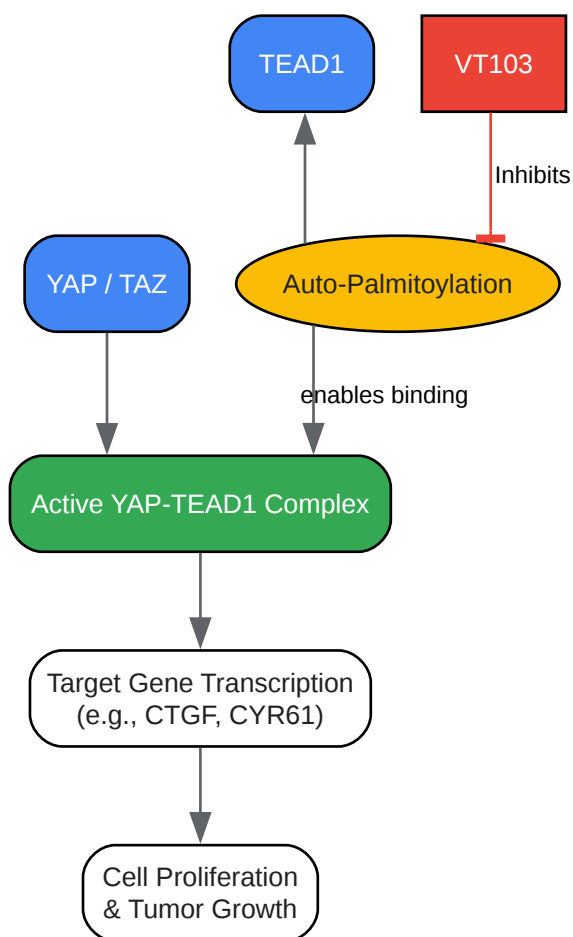 TEAD1
VT103
Inhibits
YAP / TAZ
Auto-Palmitoylation
enables binding
Active YAP-TEAD1 Complex
Target Gene Transcription
(e.g., CTGF, CYR61)
Cell Proliferation
& Tumor Growth